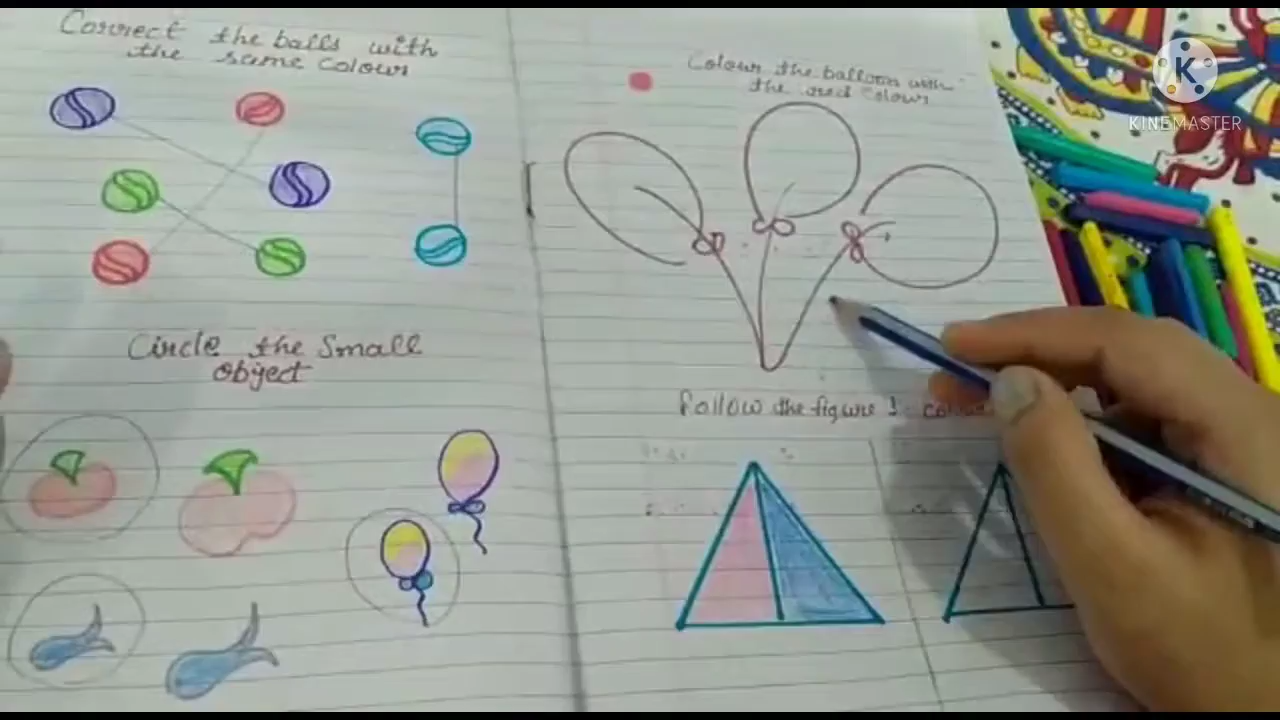 Correct the balls with
the same colour
Circle the Small
object
Colour the balloon with
the red colour
Follow the figure
K
KINEMASTER